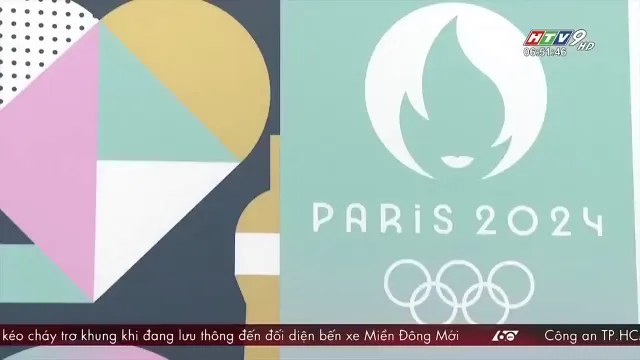 HTV9 HD
06:51:46
PARIS 2024
kéo cháy trơ khung khi đang lưu thông đến đối diện bến xe Miền Đông Mới 60 Công an TP.HC